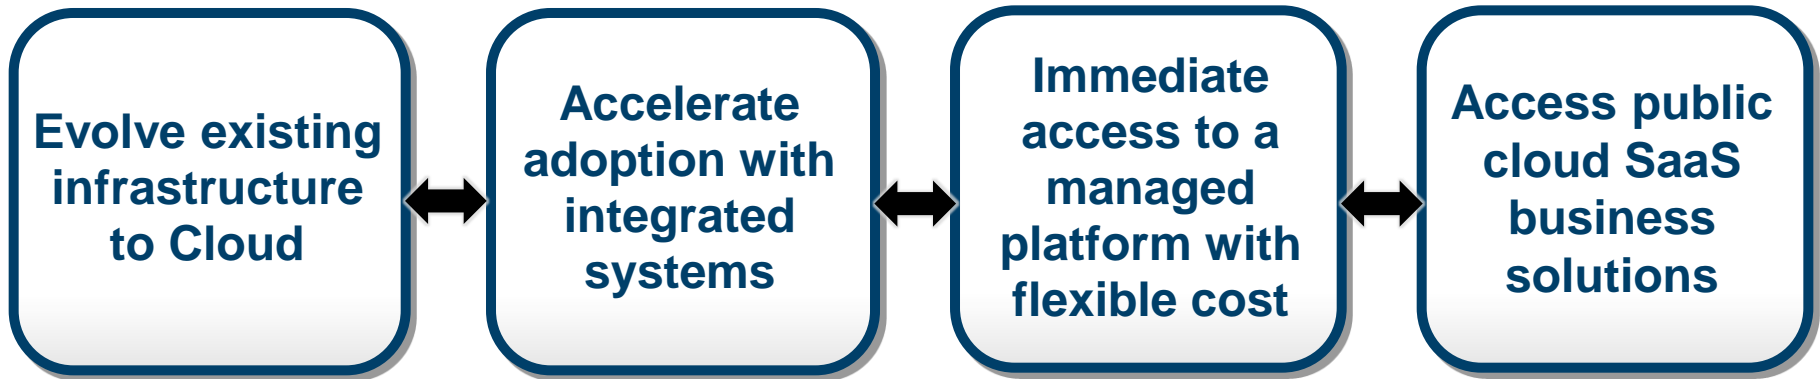 Evolve existing
infrastructure
to Cloud
Accelerate
adoption with
integrated
systems
Immediate
access to a
managed
platform with
flexible cost
Access public
cloud SaaS
business
solutions